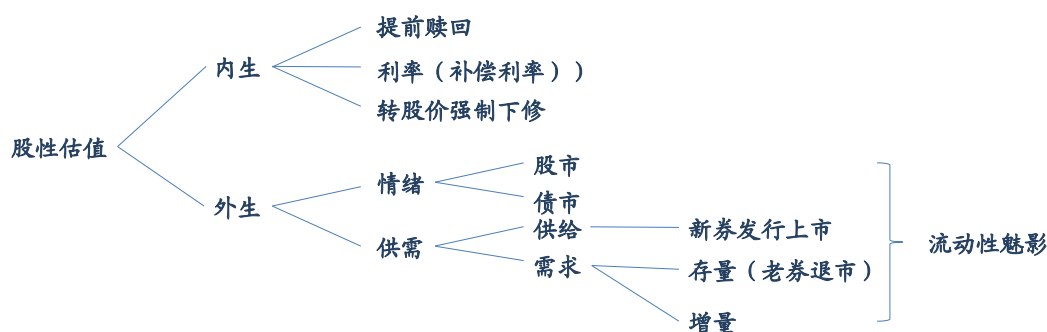 提前赎回
内生
利率（补偿利率））
转股价强制下修
股性估值
股市
情绪
债市
外生
供给
新券发行上市
供需
流动性魅影
需求
存量（老券退市）
增量